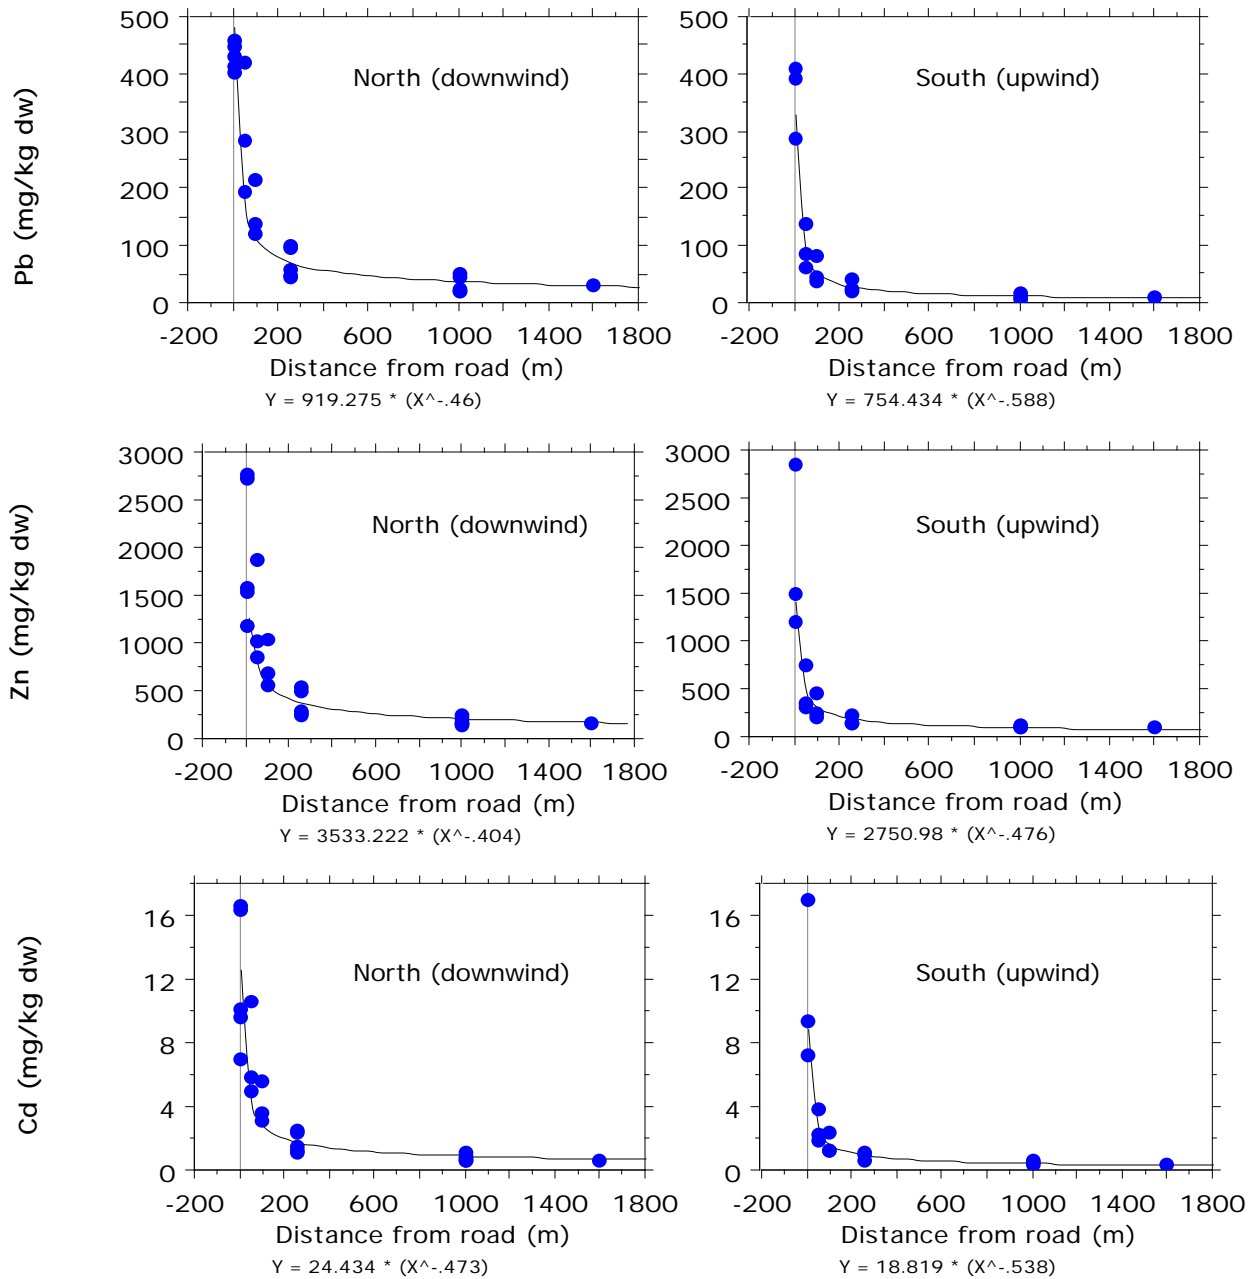 Pb (mg/kg dw)
500
400
300
200
100
0
North (downwind)
-200 200 600 1000 1400 1800
Distance from road (m)
Y = 919.275 * (X^-.46)
500
400
300
200
100
0
South (upwind)
-200 200 600 1000 1400 1800
Distance from road (m)
Y = 754.434 * (X^-.588)
Zn (mg/kg dw)
3000
2500
2000
1500
1000
500
0
North (downwind)
-200 200 600 1000 1400 1800
Distance from road (m)
Y = 3533.222 * (X^-.404)
3000
2500
2000
1500
1000
500
0
South (upwind)
-200 200 600 1000 1400 1800
Distance from road (m)
Y = 2750.98 * (X^-.476)
Cd (mg/kg dw)
16
12
8
4
0
North (downwind)
-200 200 600 1000 1400 1800
Distance from road (m)
Y = 24.434 * (X^-.473)
16
12
8
4
0
South (upwind)
-200 200 600 1000 1400 1800
Distance from road (m)
Y = 18.819 * (X^-.538)